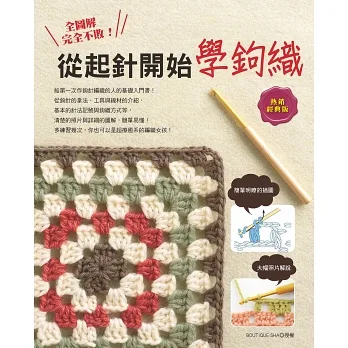 全圖解
完全不敗！
從起針開始學鉤織
給第一次作鉤針編織的人的基礎入門書！
從鉤針的拿法、工具與線材的介紹，
基本的針法記號與鉤織方式等，
清楚的照片與詳細的圖解，簡單易懂！
多練習幾次，你也可以是超療癒系的編織女孩！
熱銷
經典版
簡單明瞭的插圖
大幅照片解說
BOUTIQUE-SHA◎授權